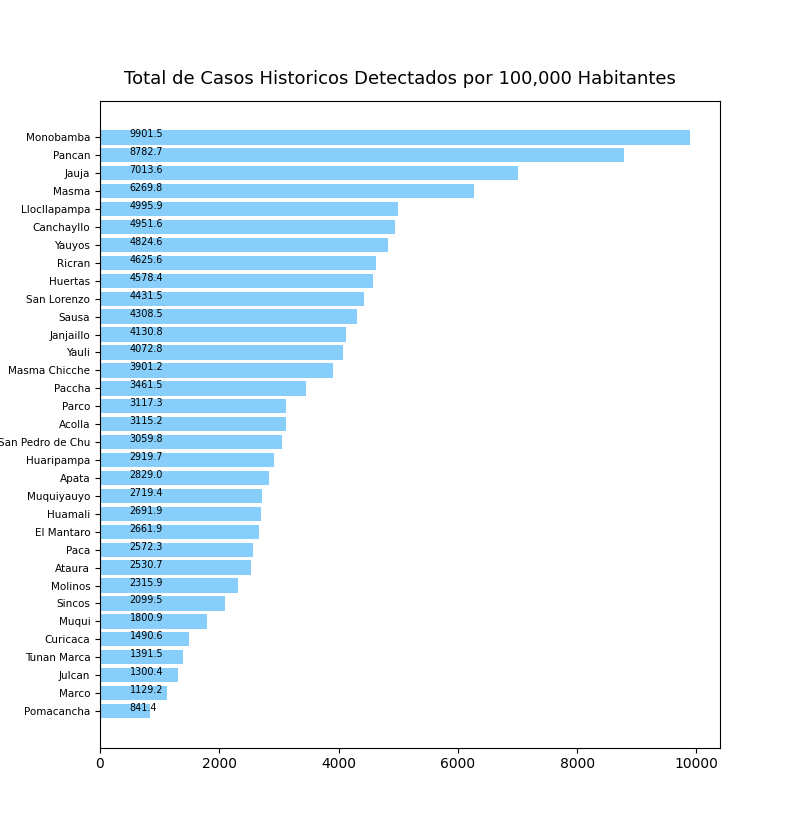 Total de Casos Historicos Detectados por 100,000 Habitantes
Monobamba 9901.5
Pancan 8782.7
Jauja 7013.6
Masma 6269.8
Llocllapampa 4995.9
Canchayllo 4951.6
Yauyos 4824.6
Ricran 4625.6
Huertas 4578.4
San Lorenzo 4431.5
Sausa 4308.5
Janjaillo 4130.8
Yauli 4072.8
Masma Chicche 3901.2
Paccha 3461.5
Parco 3117.3
Acolla 3115.2
San Pedro de Chu 3059.8
Huaripampa 2919.7
Apata 2829.0
Muquiyauyo 2719.4
Huamali 2691.9
El Mantaro 2661.9
Paca 2572.3
Ataura 2530.7
Molinos 2315.9
Sincos 2099.5
Muqui 1800.9
Curicaca 1490.6
Tunan Marca 1391.5
Julcan 1300.4
Marco 1129.2
Pomacancha 841.4
0 2000 4000 6000 8000 10000